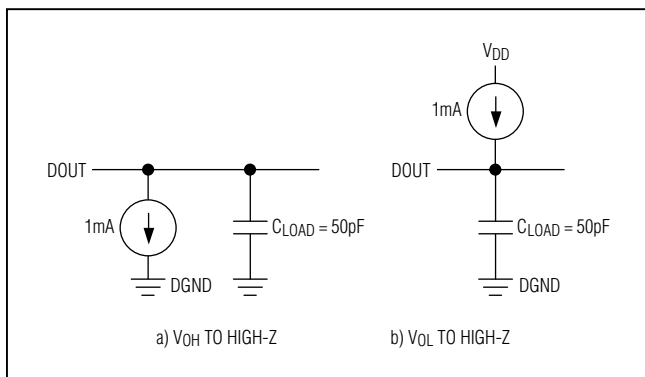 VDD
1mA
DOUT
1mA
CLOAD = 50pF
DGND
a) VOH TO HIGH-Z
DOUT
CLOAD = 50pF
DGND
b) VOL TO HIGH-Z